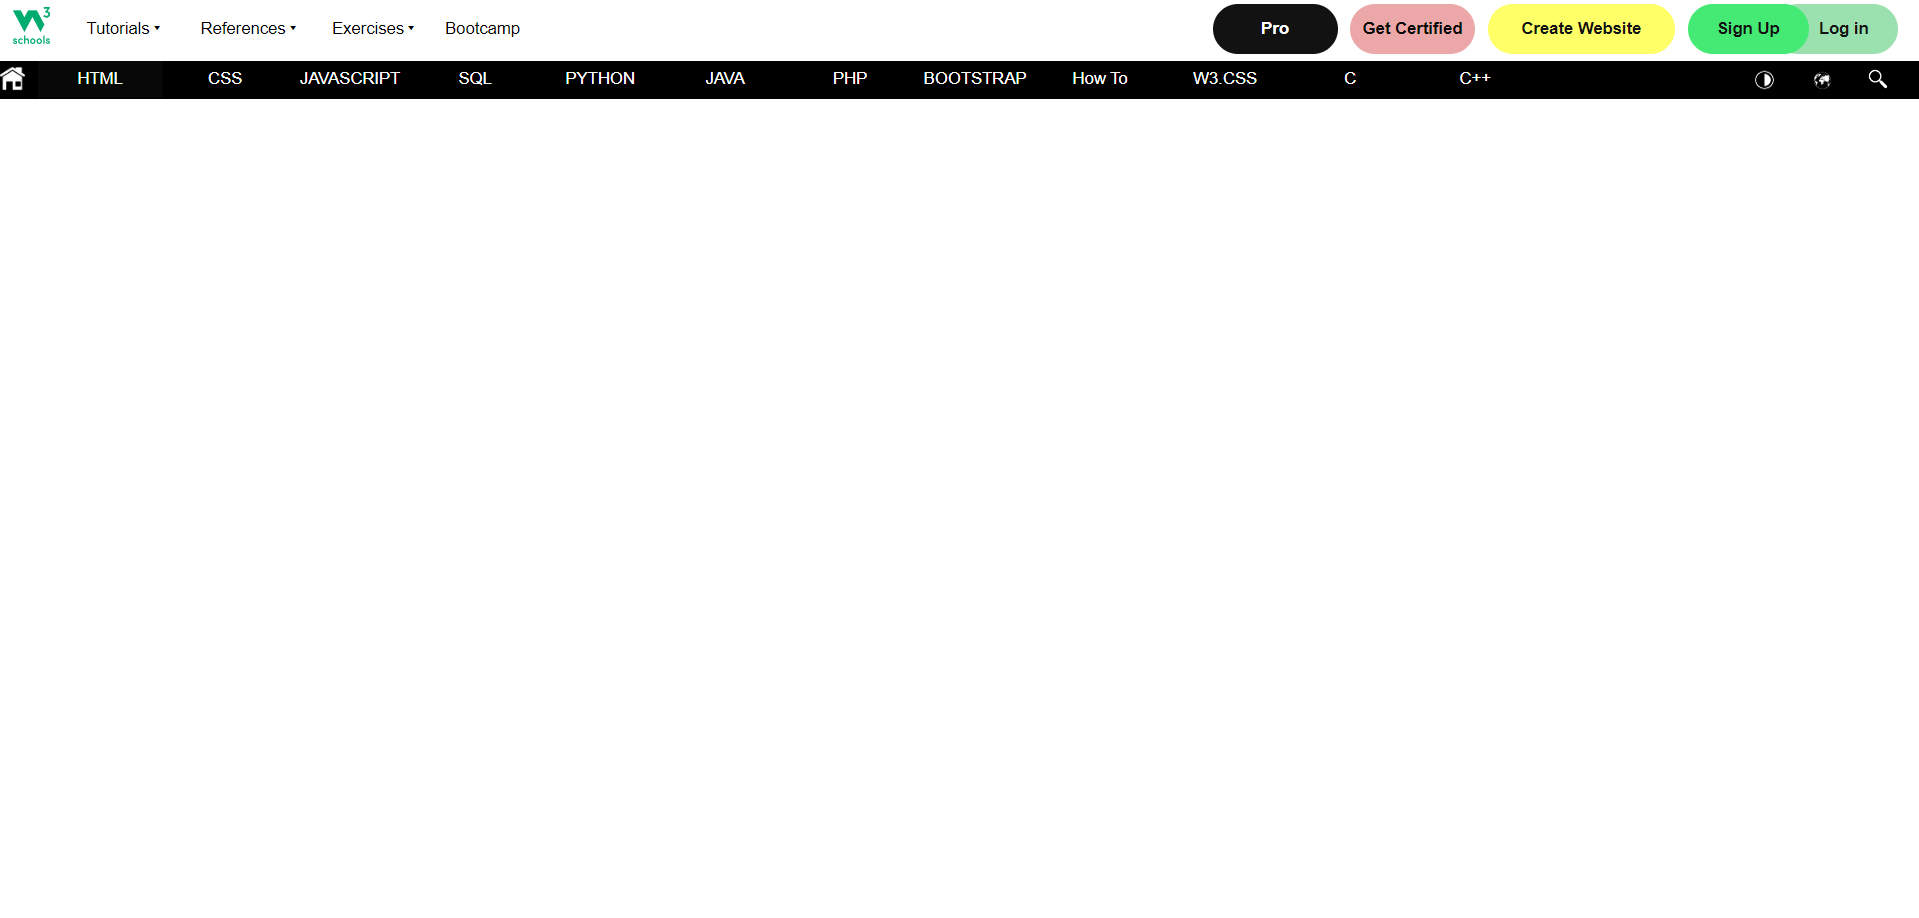 W3 schools Tutorials References Exercises Bootcamp Pro Get Certified Create Website Sign Up Log in
HTML CSS JAVASCRIPT SQL PYTHON JAVA PHP BOOTSTRAP How To W3.CSS C C++